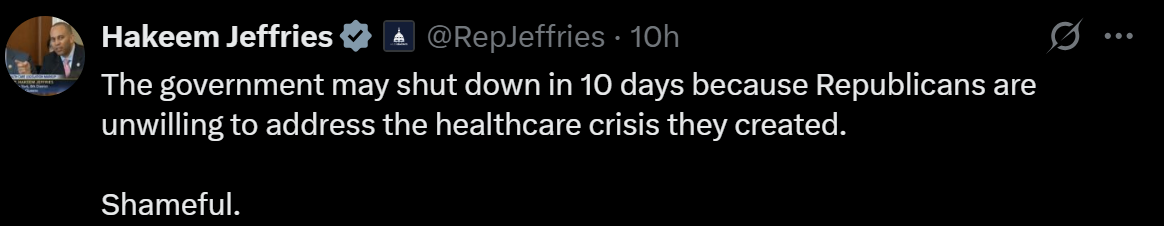 Hakeem Jeffries @RepJeffries · 10h
The government may shut down in 10 days because Republicans are
unwilling to address the healthcare crisis they created.
Shameful.